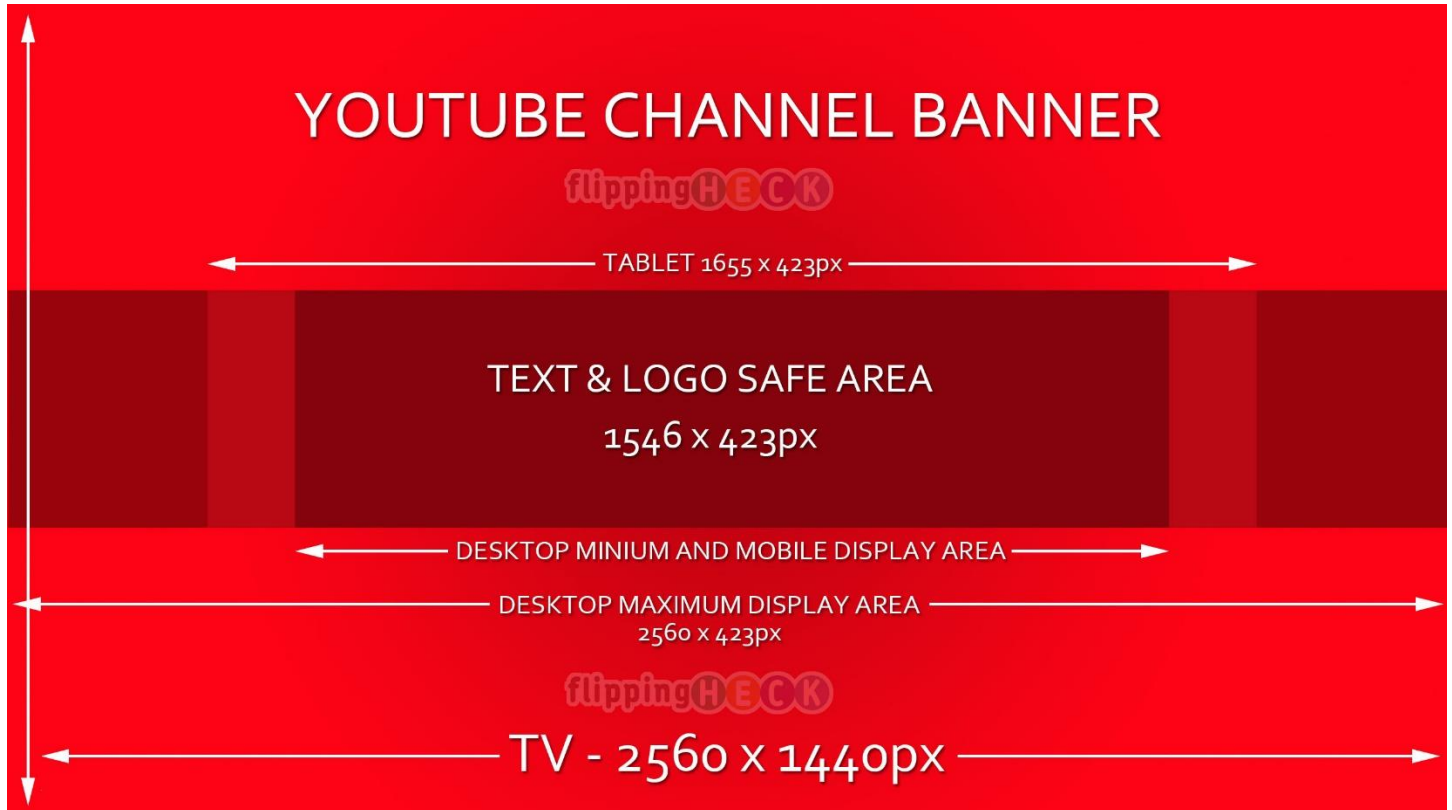 YOUTUBE CHANNEL BANNER
flippingHECK
TABLET 1655 x 423px
TEXT & LOGO SAFE AREA
1546 x 423px
DESKTOP MINIUM AND MOBILE DISPLAY AREA
DESKTOP MAXIMUM DISPLAY AREA
2560 x 423px
flippingHECK
TV - 2560 x 1440px